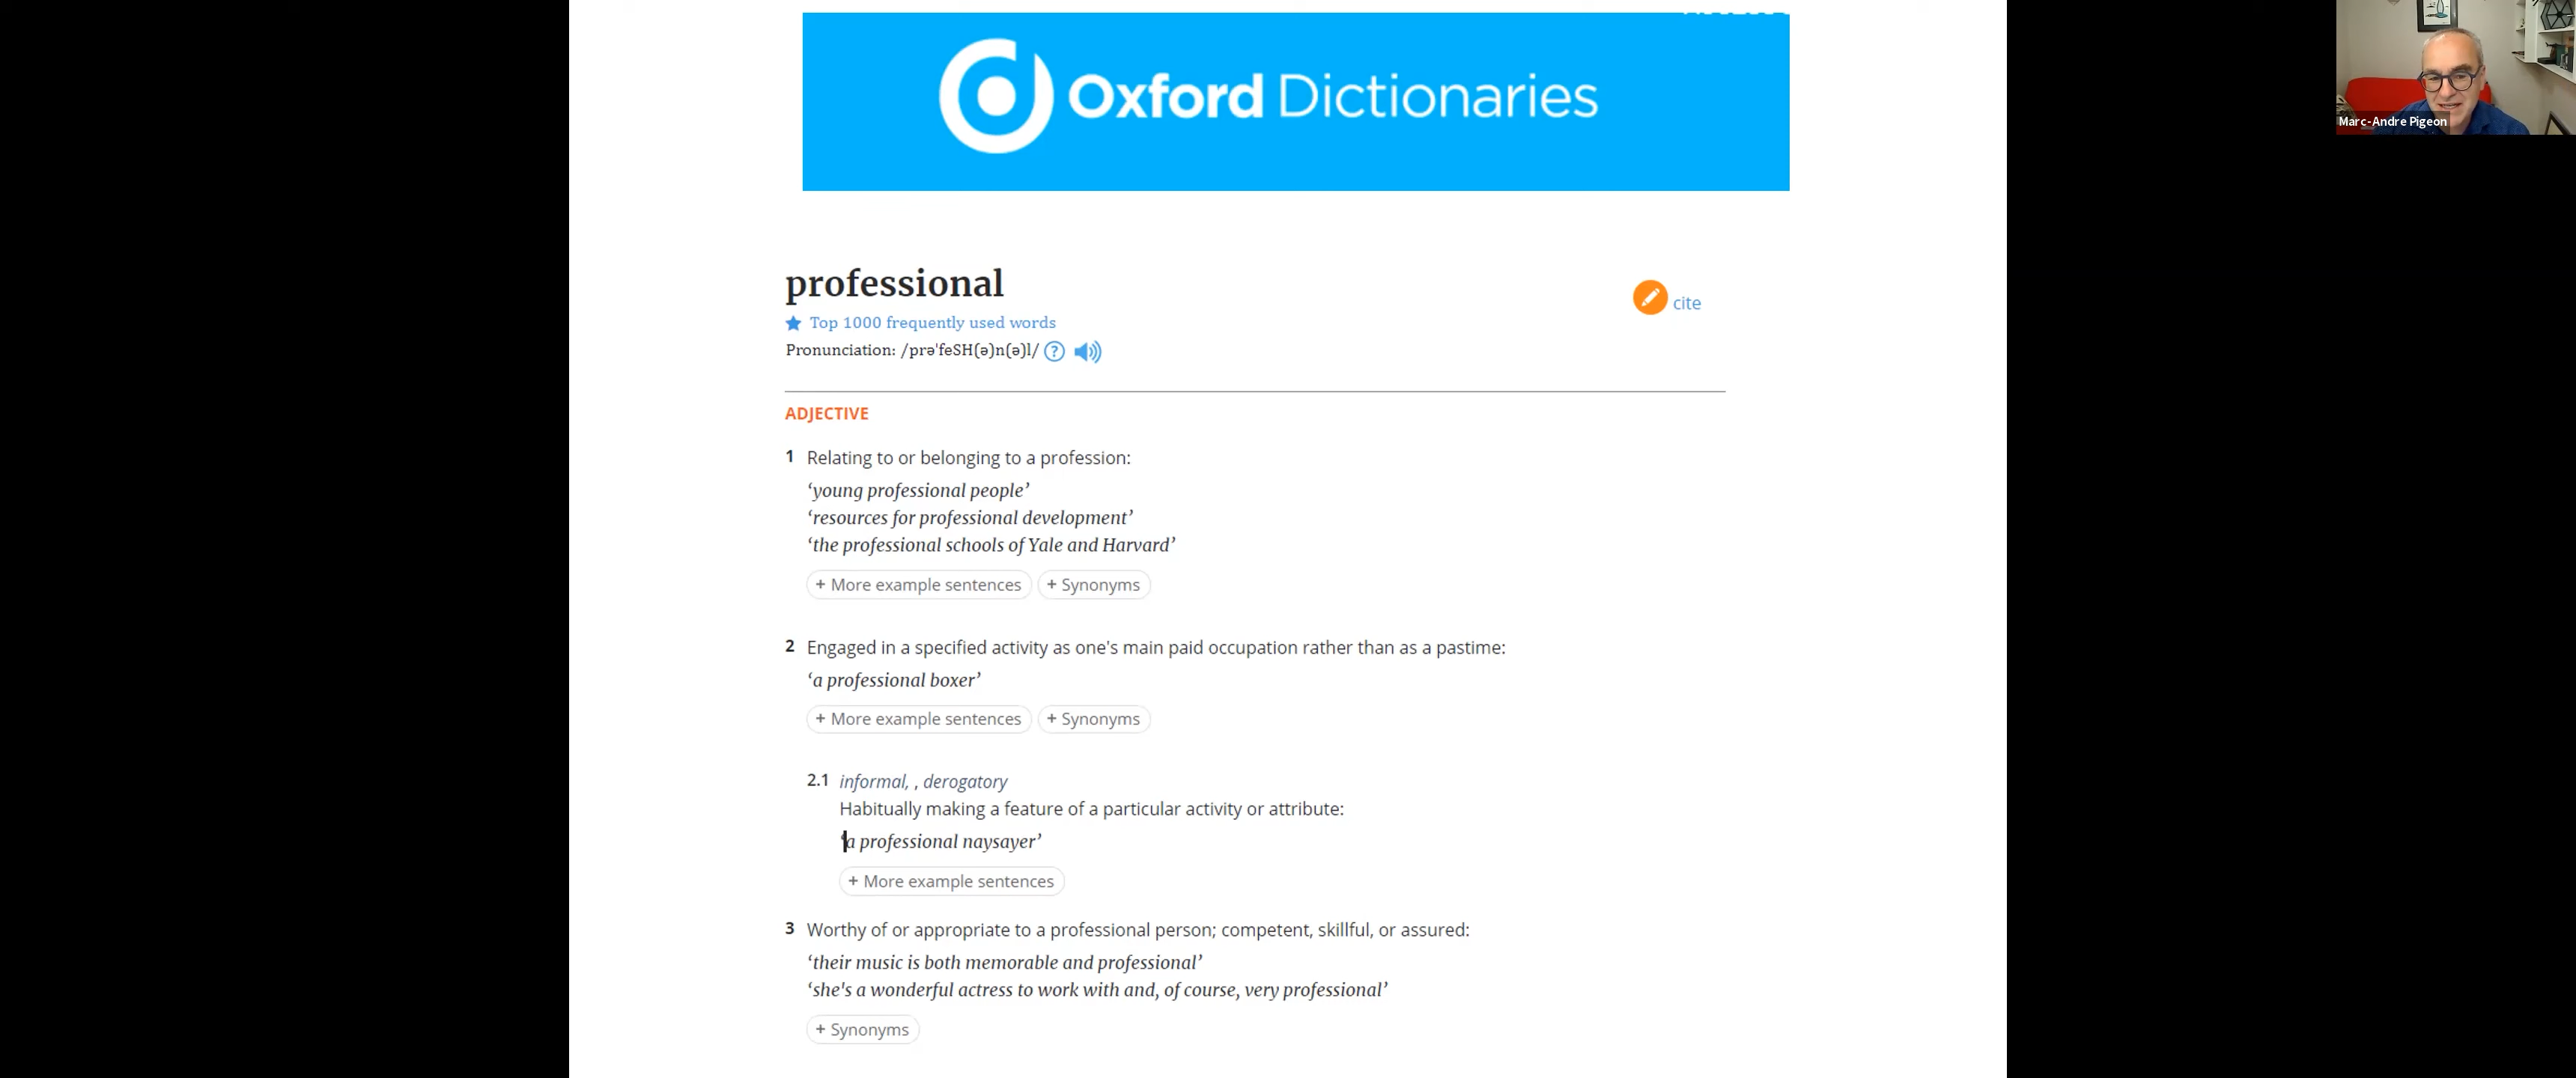 Oxford Dictionaries
Marc-Andre Pigeon
professional
cite
Top 1000 frequently used words
Pronunciation: /prəˈfeSH(ə)n(ə)l/ ?
ADJECTIVE
1 Relating to or belonging to a profession:
‘young professional people’
‘resources for professional development’
‘the professional schools of Yale and Harvard’
+ More example sentences + Synonyms
2 Engaged in a specified activity as one's main paid occupation rather than as a pastime:
‘a professional boxer’
+ More example sentences + Synonyms
2.1 informal, , derogatory
Habitually making a feature of a particular activity or attribute:
‘a professional naysayer’
+ More example sentences
3 Worthy of or appropriate to a professional person; competent, skillful, or assured:
‘their music is both memorable and professional’
‘she's a wonderful actress to work with and, of course, very professional’
+ Synonyms